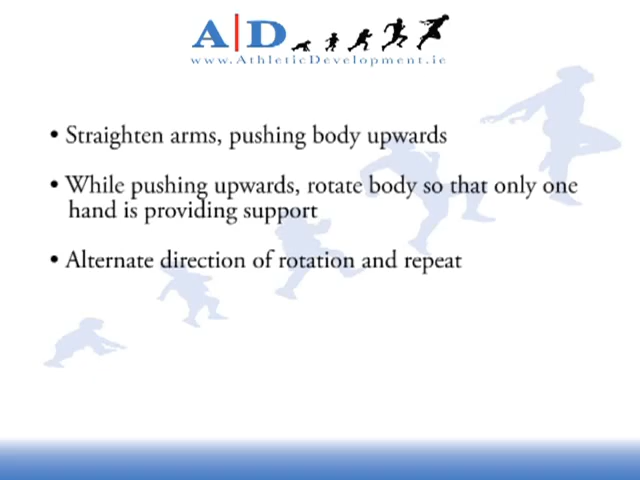 A|D
www.AthleticDevelopment.ie
• Straighten arms, pushing body upwards
• While pushing upwards, rotate body so that only one
hand is providing support
• Alternate direction of rotation and repeat